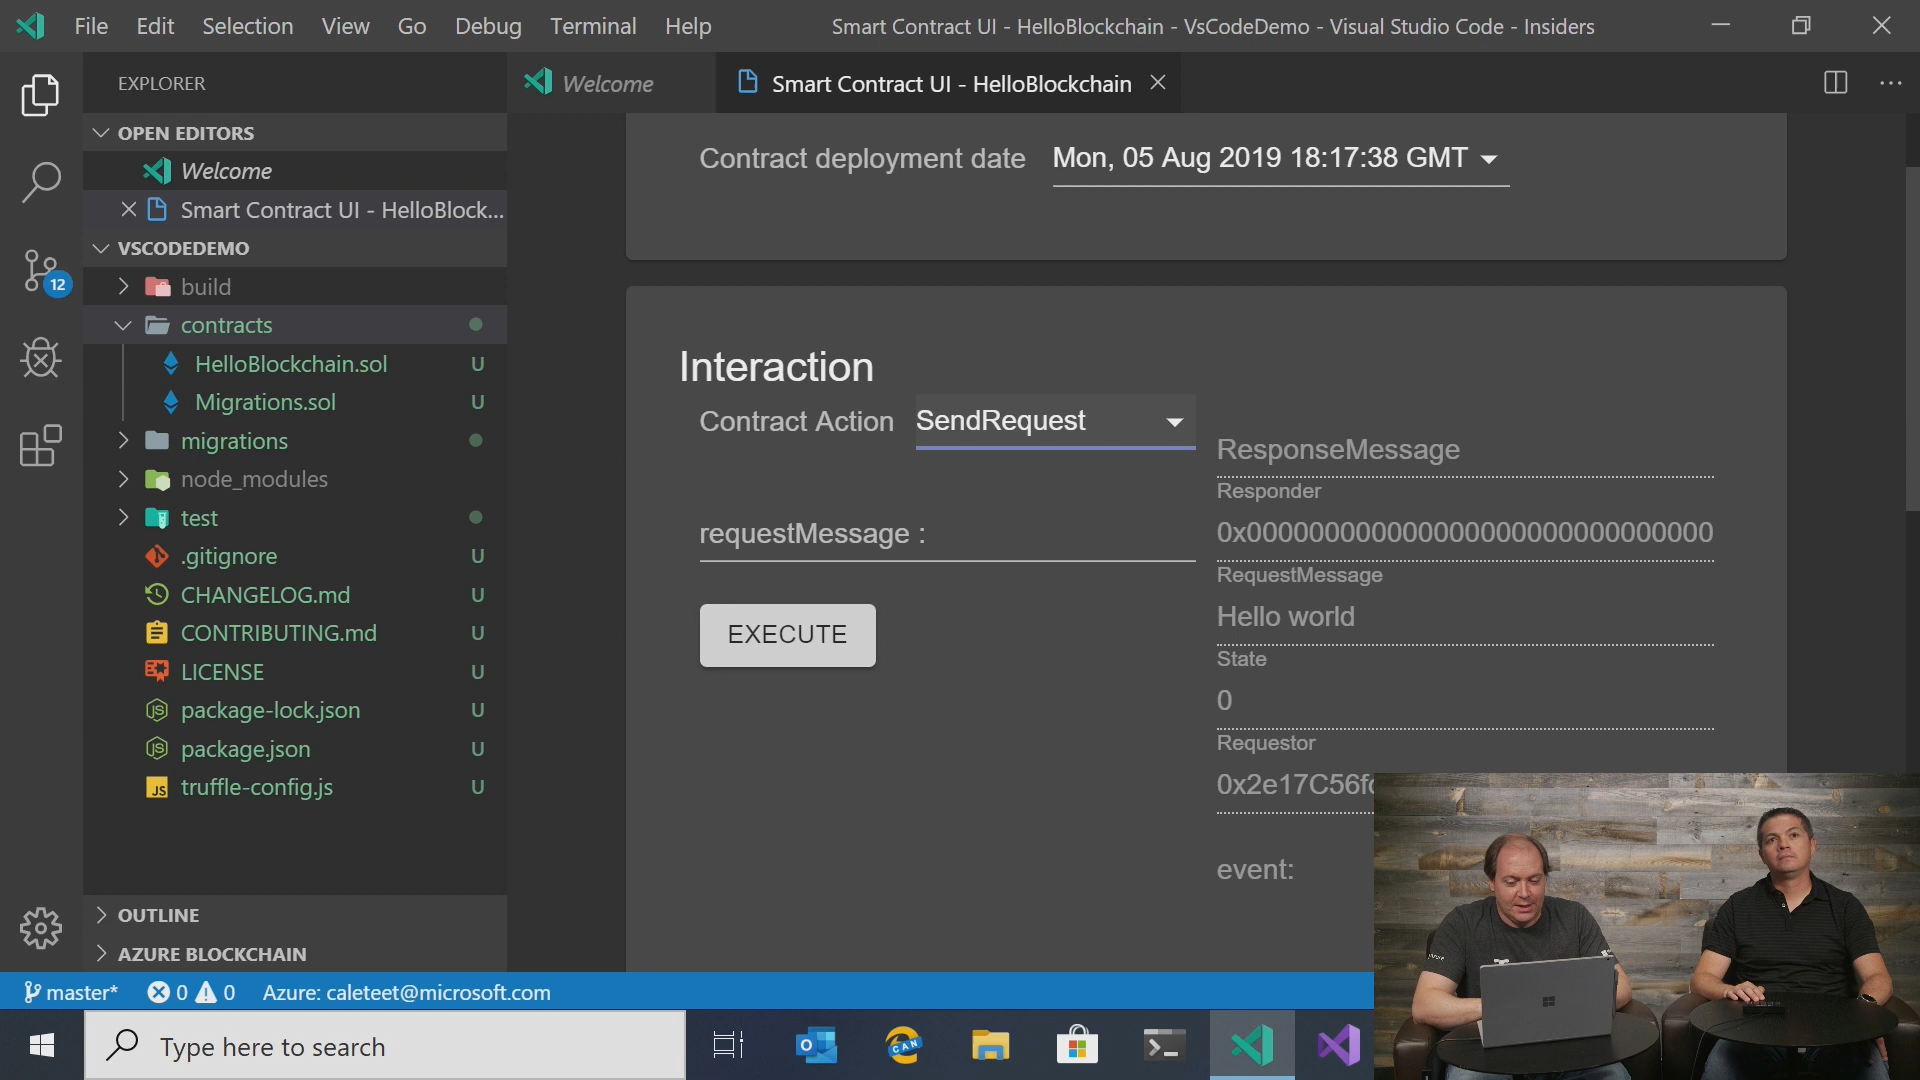 File Edit Selection View Go Debug Terminal Help
Smart Contract UI - HelloBlockchain - VsCodeDemo - Visual Studio Code - Insiders
EXPLORER
Welcome
Smart Contract UI - HelloBlockchain
OPEN EDITORS
Welcome
Smart Contract UI - HelloBlock...
VSCODEDEMO
12
build
contracts
HelloBlockchain.sol U
Migrations.sol U
migrations
node_modules
test
.gitignore U
CHANGELOG.md U
CONTRIBUTING.md U
LICENSE U
package-lock.json U
package.json U
truffle-config.js U
OUTLINE
AZURE BLOCKCHAIN
Contract deployment date Mon, 05 Aug 2019 18:17:38 GMT
Interaction
Contract Action SendRequest
requestMessage :
EXECUTE
ResponseMessage
Responder
0x000000000000000000000000000000
RequestMessage
Hello world
State
0
Requestor
0x2e17C56f
event:
master* 0 0 Azure: caleteet@microsoft.com
Type here to search
CAN